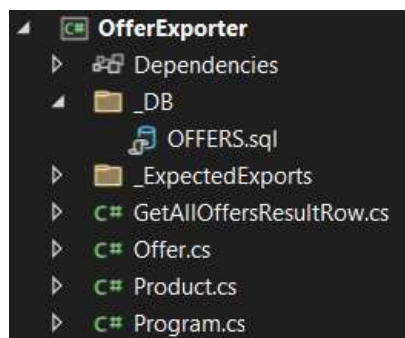 C# OfferExporter
Dependencies
_DB
OFFERS.sql
_ExpectedExports
C# GetAllOffersResultRow.cs
C# Offer.cs
C# Product.cs
C# Program.cs